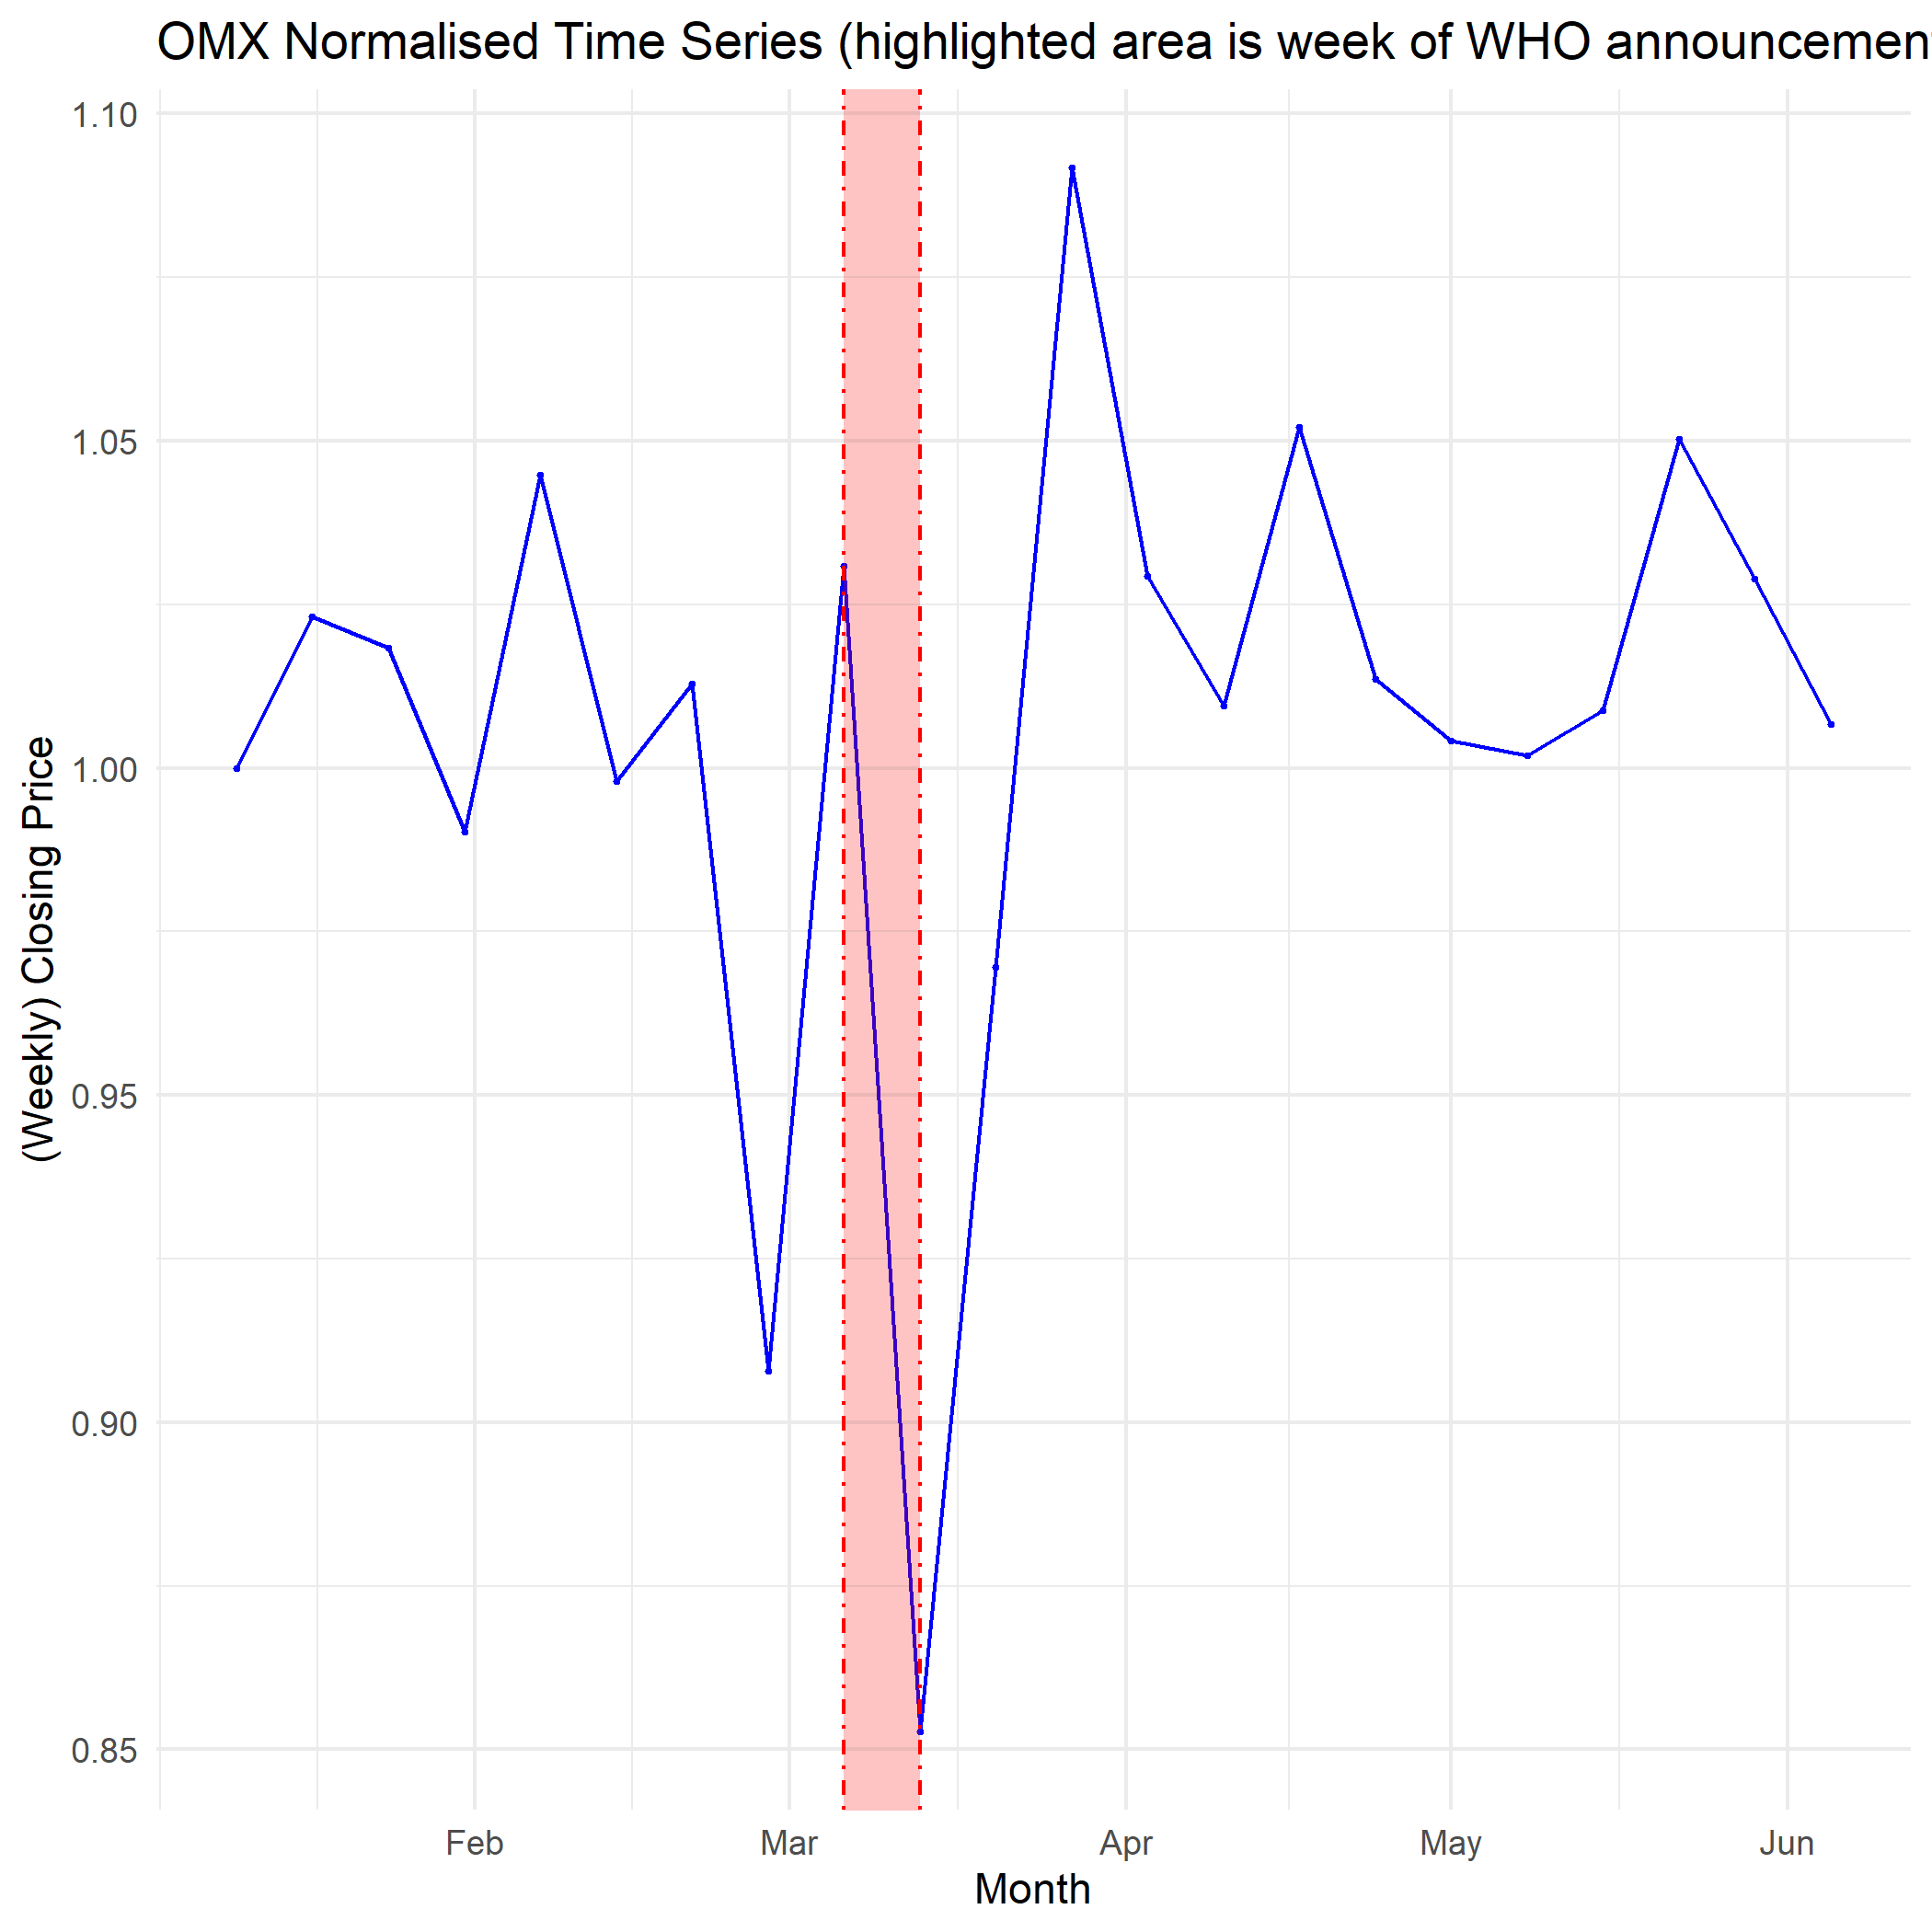 OMX Normalised Time Series (highlighted area is week of WHO announcemen
1.10
1.05
1.00
0.95
0.90
0.85
(Weekly) Closing Price
Feb Mar Apr May Jun
Month